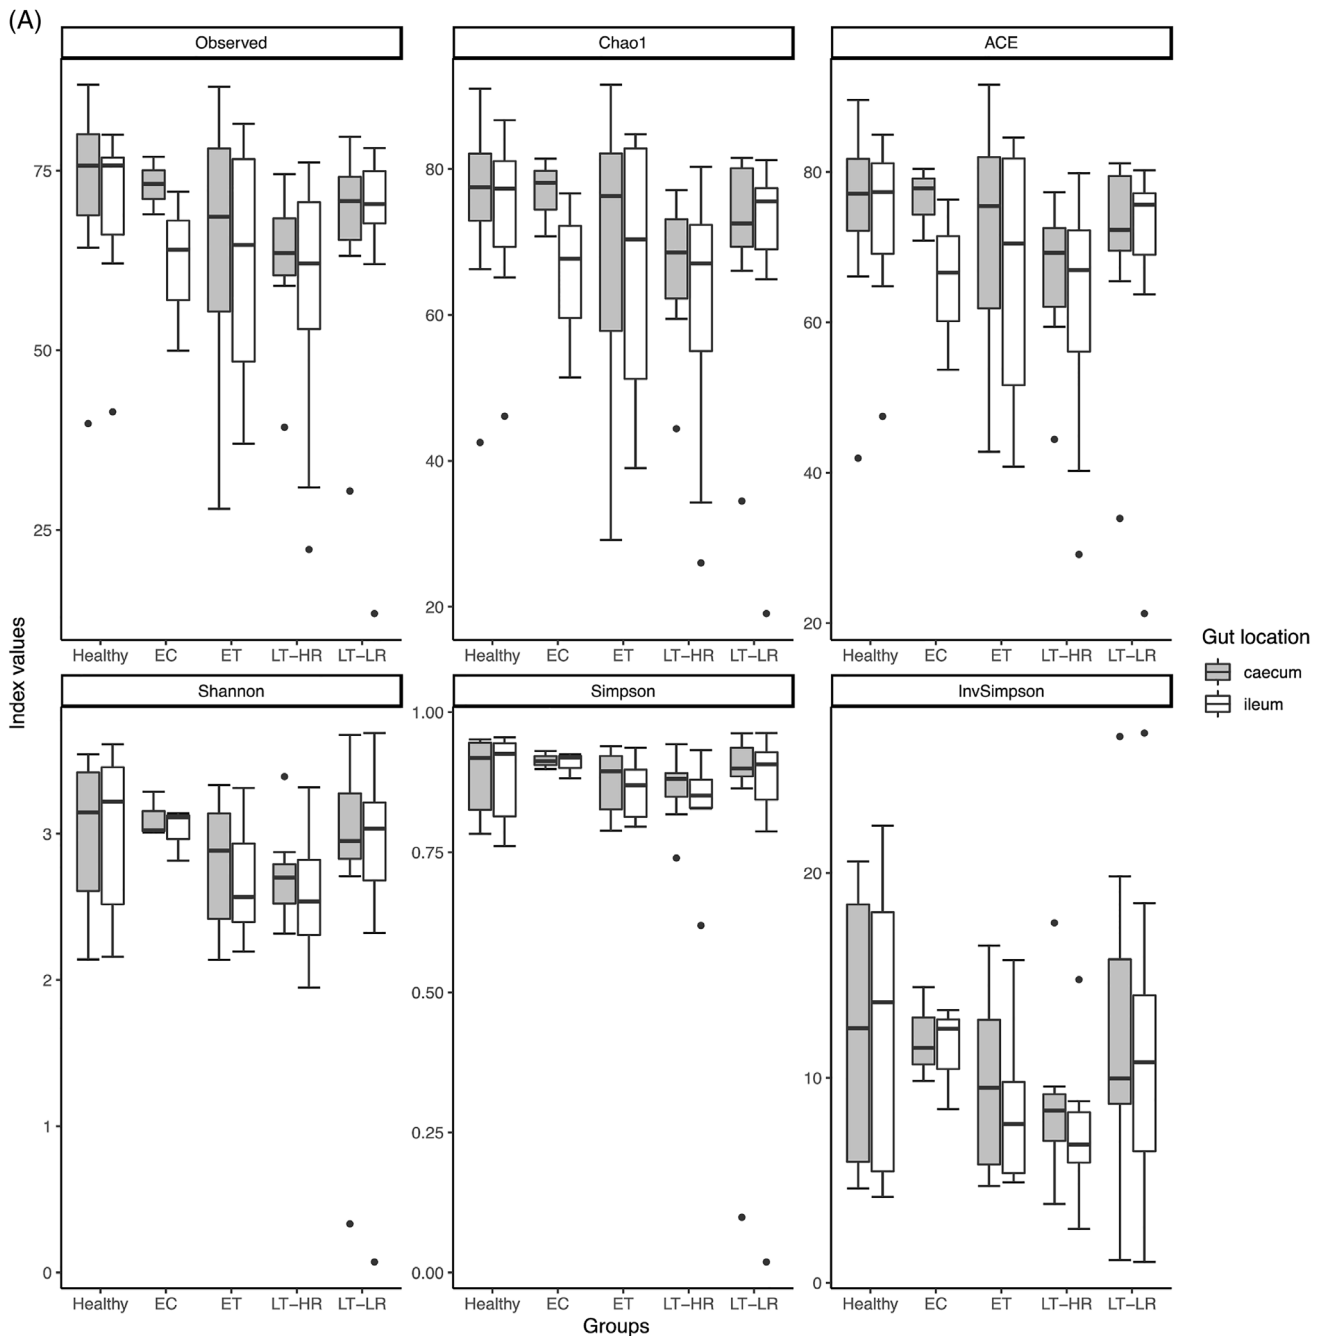 (A)
Observed
Chao1
ACE
75
50
25
80
60
40
20
80
60
40
20
Healthy EC ET LT–HR LT–LR
Healthy EC ET LT–HR LT–LR
Healthy EC ET LT–HR LT–LR
Index values
Gut location
caecum
ileum
Shannon
Simpson
InvSimpson
3
2
1
0
1.00
0.75
0.50
0.25
0.00
20
10
0
Healthy EC ET LT–HR LT–LR
Healthy EC ET LT–HR LT–LR
Healthy EC ET LT–HR LT–LR
Groups